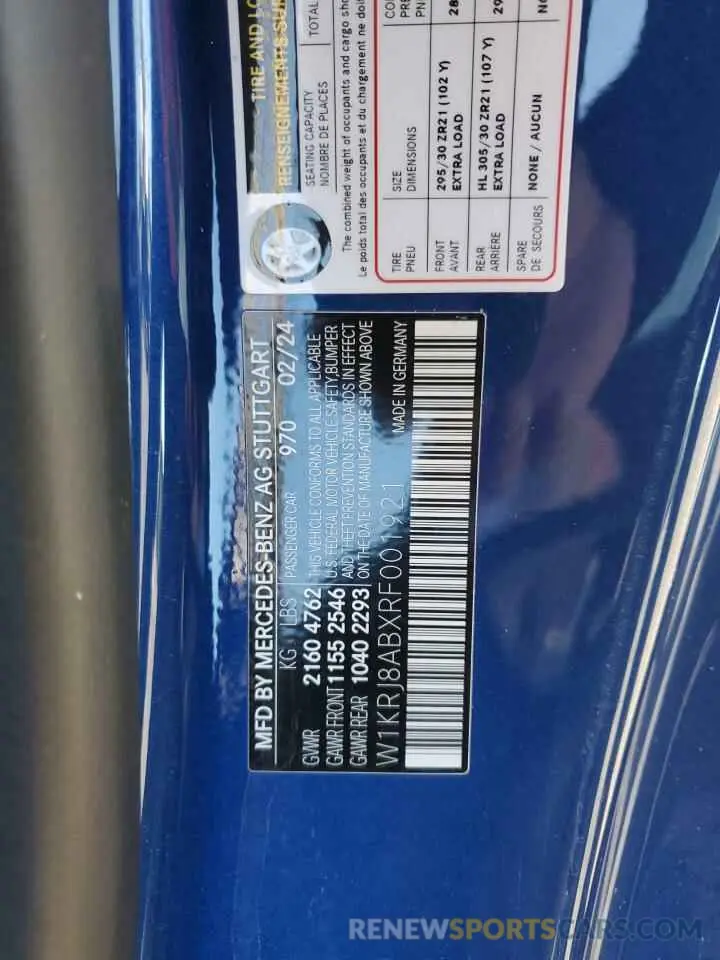 TIRE AND LO
RENSEIGNEMENTS SUR
SEATING CAPACITY
NOMBRE DE PLACES
TOTAL
The combined weight of occupants and cargo sho
Le poids total des occupants et du chargement ne doi
TIRE
PNEU
SIZE
DIMENSIONS
FRONT
AVANT
295/30 ZR21 (102 Y)
EXTRA LOAD
28
REAR
ARRIÈRE
HL 305/30 ZR21 (107 Y)
EXTRA LOAD
29
SPARE
DE SECOURS
NONE / AUCUN
MFD BY MERCEDES-BENZ AG STUTTGART
KG LBS PASSENGER CAR 970 02/24
GVWR 2160 4762 THIS VEHICLE CONFORMS TO ALL APPLICABLE
GAWR FRONT 1155 2546 U.S. FEDERAL MOTOR VEHICLE SAFETY,BUMPER
AND THEFT PREVENTION STANDARDS IN EFFECT
GAWR REAR 1040 2293 ON THE DATE OF MANUFACTURE SHOWN ABOVE
W1KRJ8ABXRF001921 MADE IN GERMANY
RENEWSPORTSCARS.COM